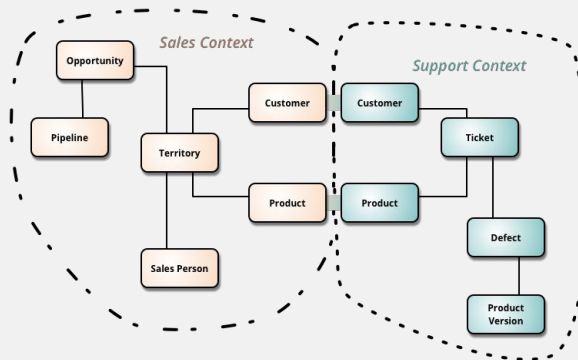 Sales Context
Support Context
Opportunity
Pipeline
Customer
Customer
Ticket
Territory
Product
Product
Defect
Sales Person
Product
Version